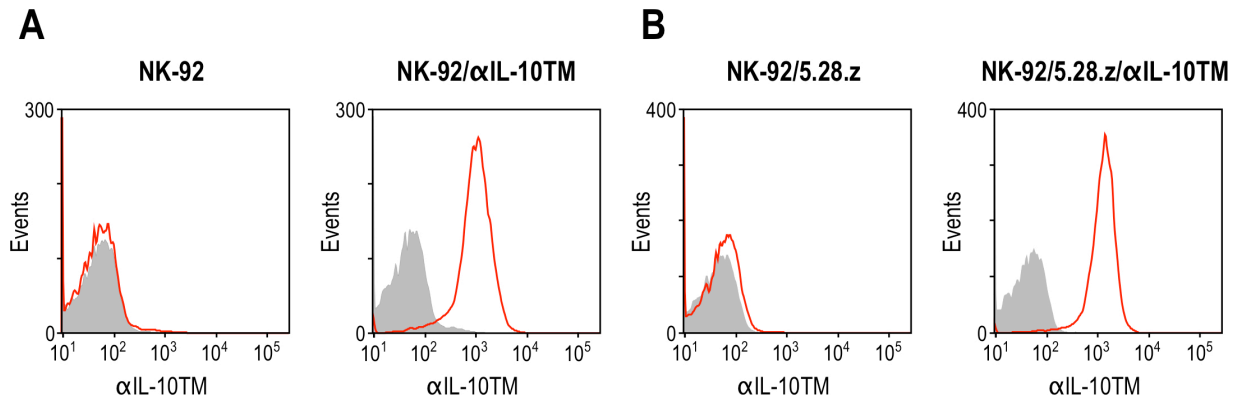 A
B
NK-92
NK-92/αIL-10TM
NK-92/5.28.z
NK-92/5.28.z/αIL-10TM
300
300
400
400
Events
Events
Events
Events
0
0
0
0
10¹ 10² 10³ 10⁴ 10⁵
10¹ 10² 10³ 10⁴ 10⁵
10¹ 10² 10³ 10⁴ 10⁵
10¹ 10² 10³ 10⁴ 10⁵
αIL-10TM
αIL-10TM
αIL-10TM
αIL-10TM